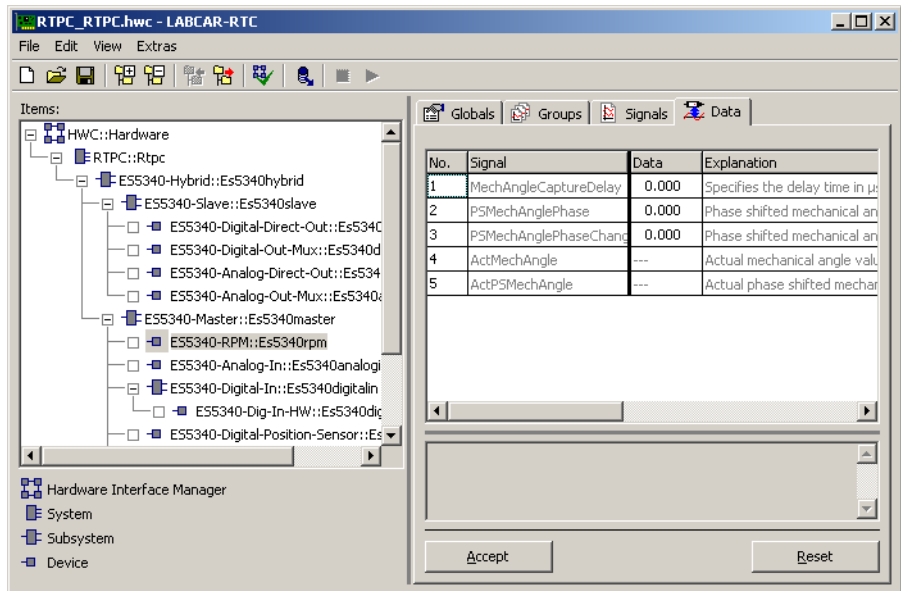 RTPC_RTPC.hwc - LABCAR-RTC
File Edit View Extras
Items:
HWC::Hardware
RTPC::Rtpc
ES5340-Hybrid::Es5340hybrid
ES5340-Slave::Es5340slave
ES5340-Digital-Direct-Out::Es534
ES5340-Digital-Out-Mux::Es5340d
ES5340-Analog-Direct-Out::Es534
ES5340-Analog-Out-Mux::Es5340
ES5340-Master::Es5340master
ES5340-RPM::Es5340rpm
ES5340-Analog-In::Es5340analogi
ES5340-Digital-In::Es5340digitalin
ES5340-Dig-In-HW::Es5340dig
ES5340-Digital-Position-Sensor::Es
Hardware Interface Manager
System
Subsystem
Device
Globals Groups Signals Data
No. Signal Data Explanation
1 MechAngleCaptureDelay 0.000 Specifies the delay time in µs
2 PSMechAnglePhase 0.000 Phase shifted mechanical an
3 PSMechAnglePhaseChang 0.000 Phase shifted mechanical an
4 ActMechAngle --- Actual mechanical angle valu
5 ActPSMechAngle --- Actual phase shifted mechar
Accept Reset